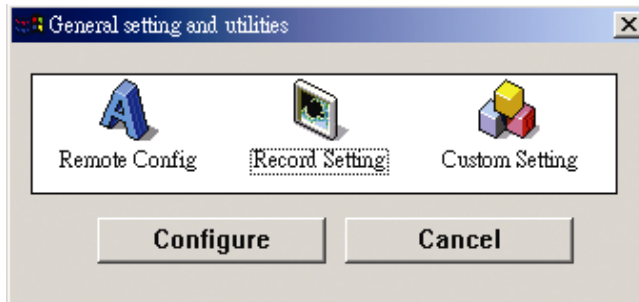 General setting and utilities
Remote Config Record Setting Custom Setting
Configure Cancel